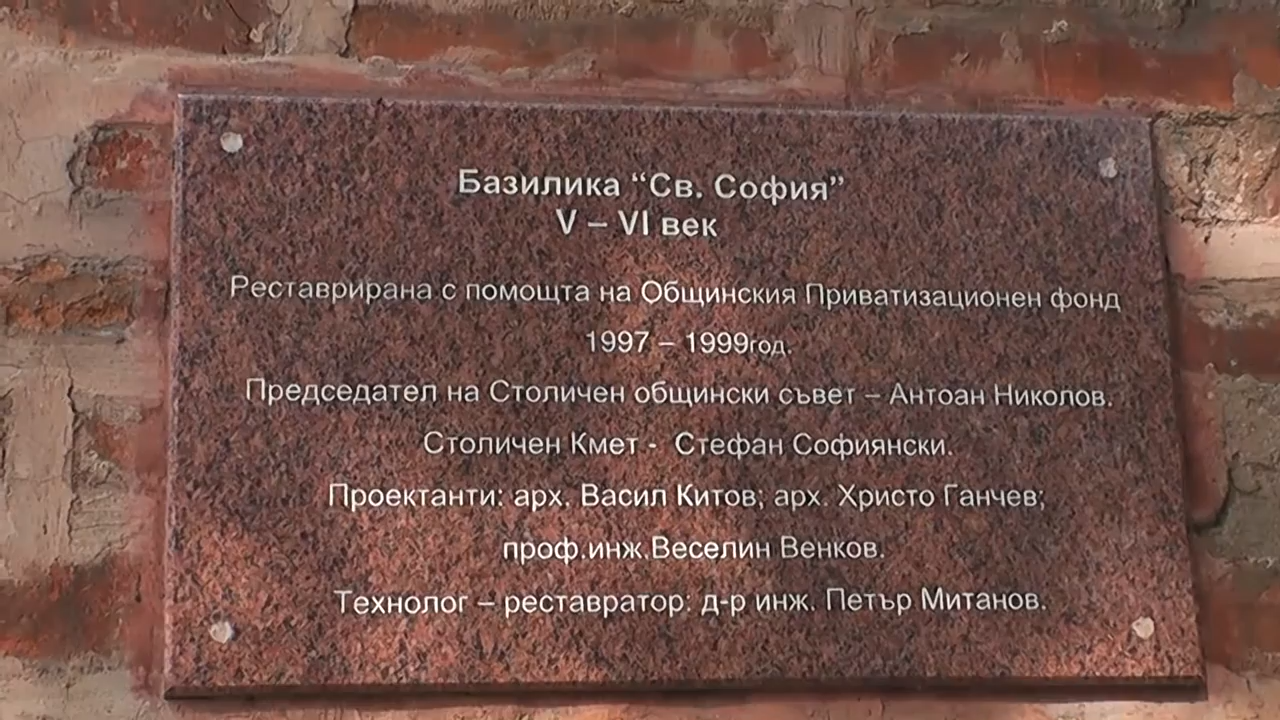 Базилика “Св. София”
V – VI век
Реставрирана с помощта на Общинския Приватизационен фонд
1997 – 1999год.
Председател на Столичен общински съвет – Антоан Николов.
Столичен Кмет - Стефан Софиянски.
Проектанти: арх. Васил Китов; арх. Христо Ганчев;
проф.инж.Веселин Венков.
Технолог – реставратор: д-р инж. Петър Митанов.